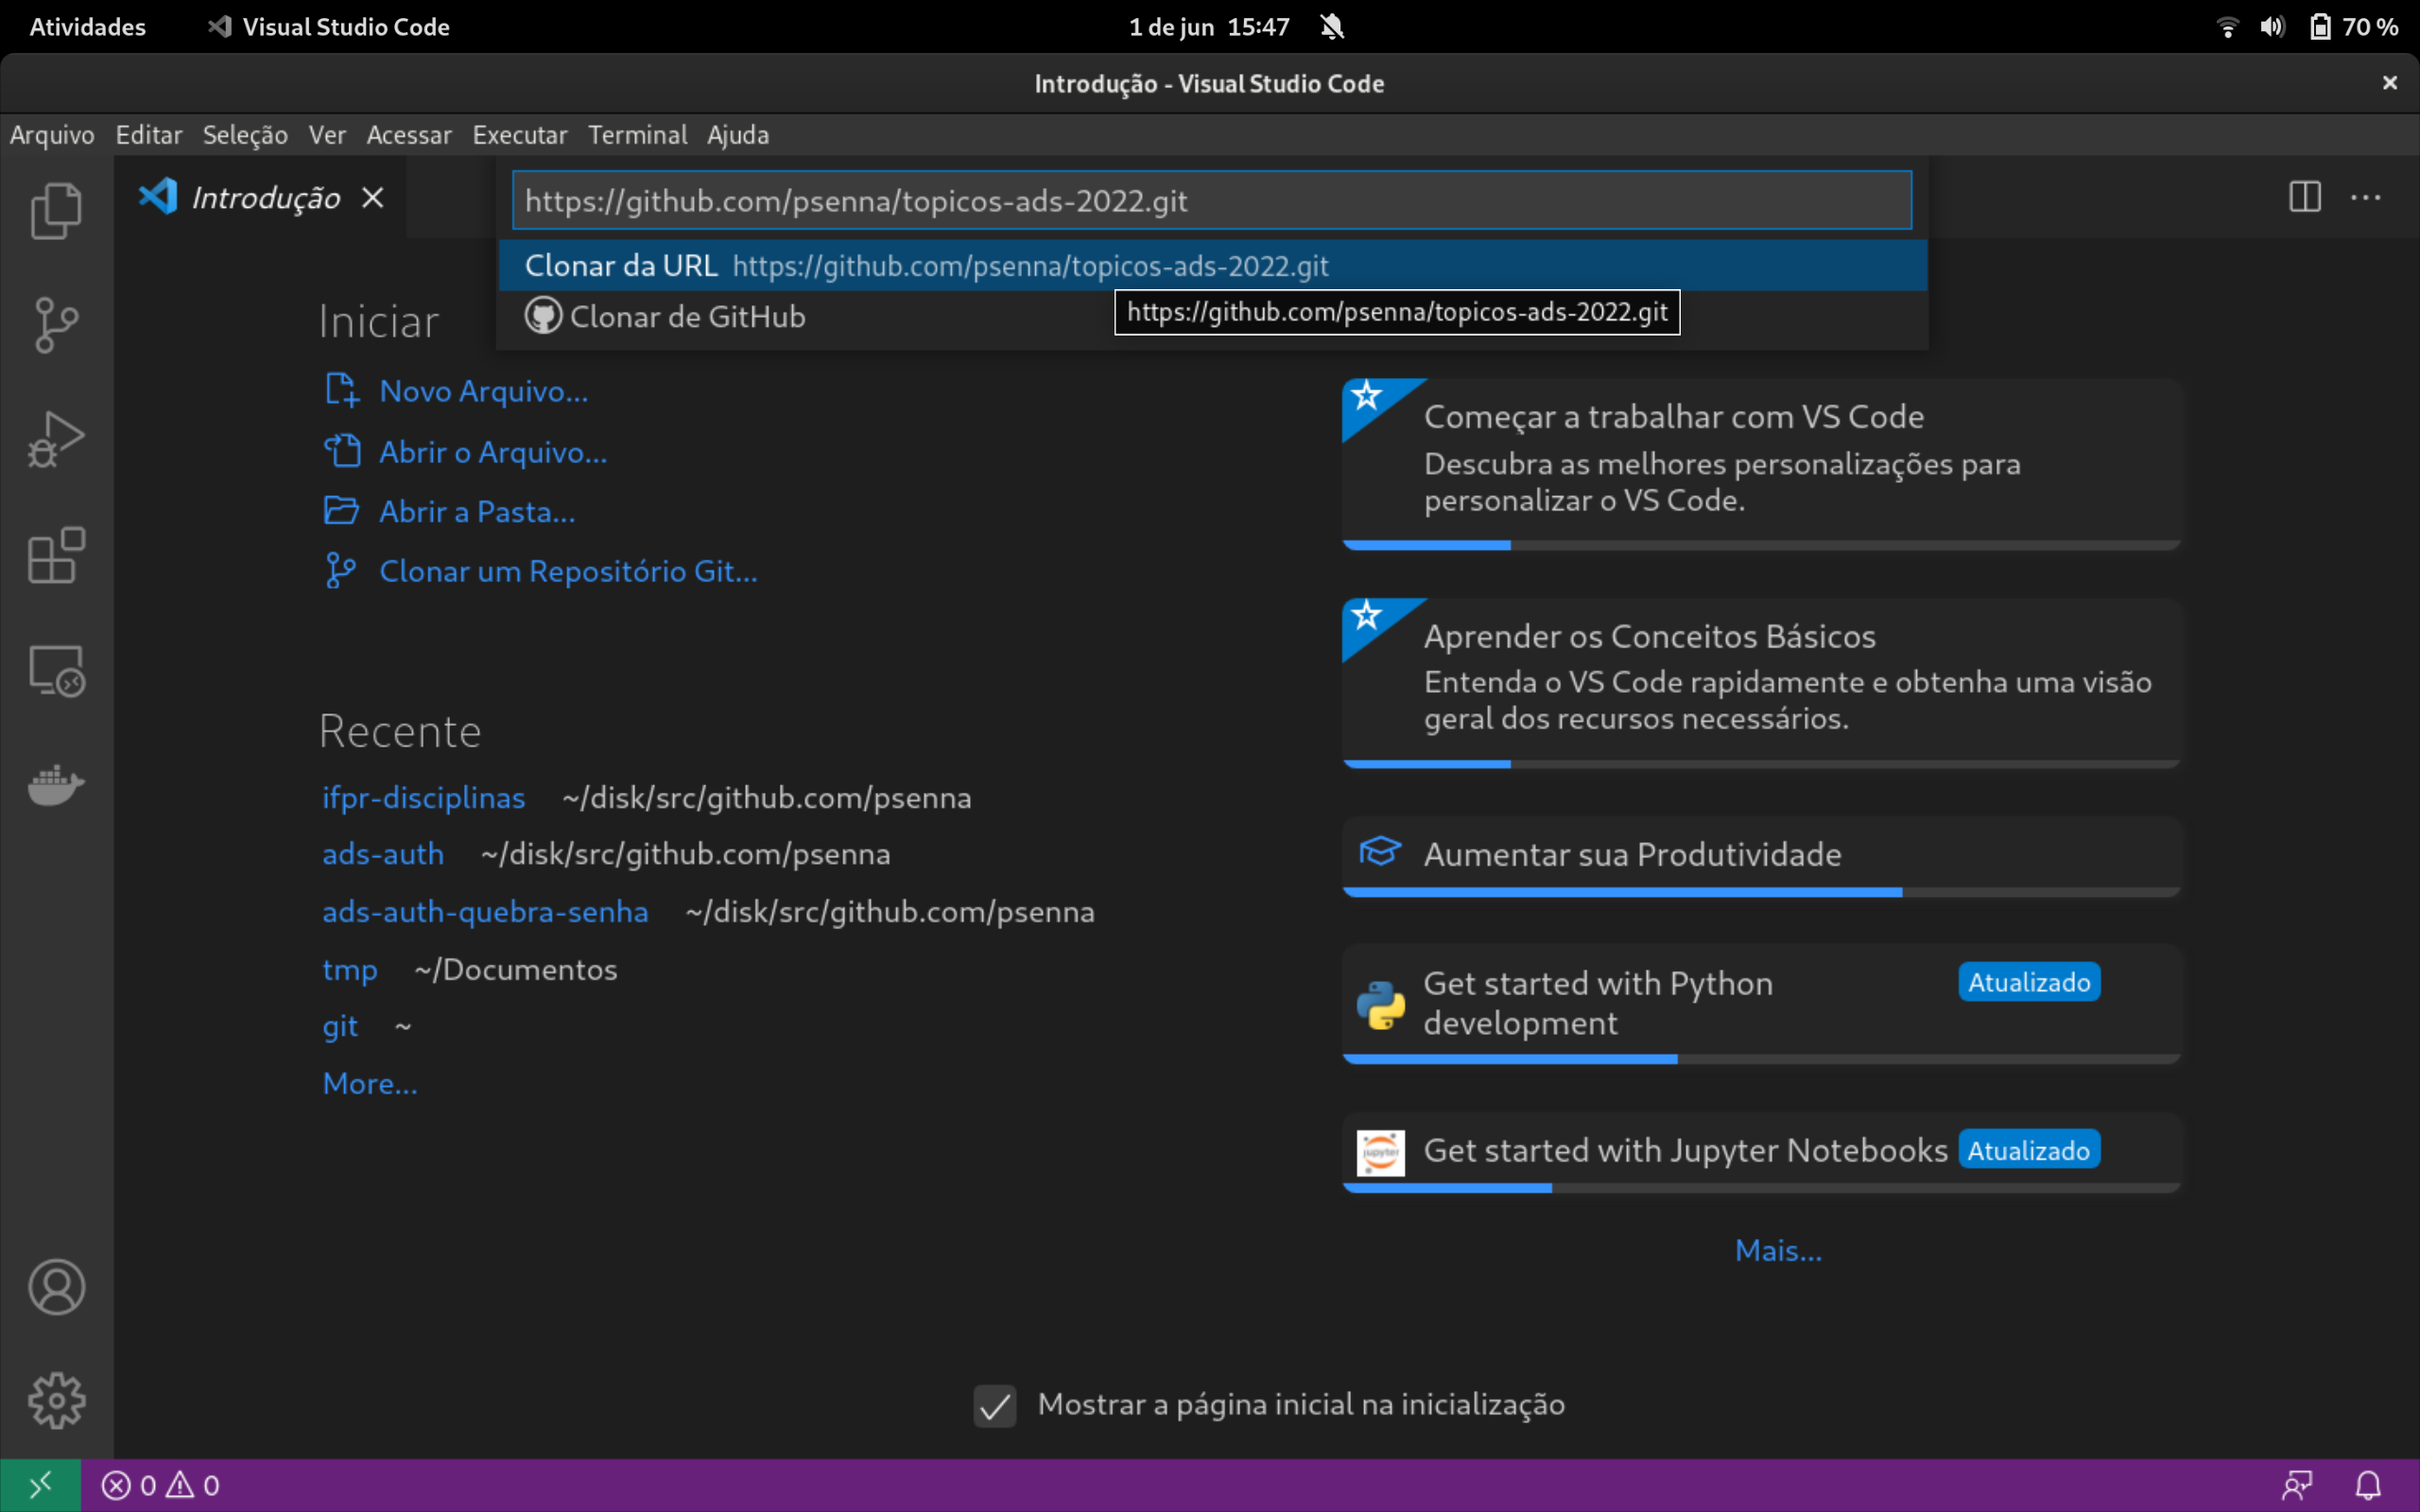 Atividades
Visual Studio Code
1 de jun 15:47
70 %
Introdução - Visual Studio Code
Arquivo Editar Seleção Ver Acessar Executar Terminal Ajuda
Introdução
https://github.com/psenna/topicos-ads-2022.git
Clonar da URL https://github.com/psenna/topicos-ads-2022.git
Clonar de GitHub
https://github.com/psenna/topicos-ads-2022.git
Iniciar
Novo Arquivo...
Abrir o Arquivo...
Abrir a Pasta...
Clonar um Repositório Git...
Recente
ifpr-disciplinas ~/disk/src/github.com/psenna
ads-auth ~/disk/src/github.com/psenna
ads-auth-quebra-senha ~/disk/src/github.com/psenna
tmp ~/Documentos
git ~
More...
Começar a trabalhar com VS Code
Descubra as melhores personalizações para
personalizar o VS Code.
Aprender os Conceitos Básicos
Entenda o VS Code rapidamente e obtenha uma visão
geral dos recursos necessários.
Aumentar sua Produtividade
Get started with Python
development
Atualizado
jupyter
Get started with Jupyter Notebooks
Atualizado
Mais...
Mostrar a página inicial na inicialização
0 0